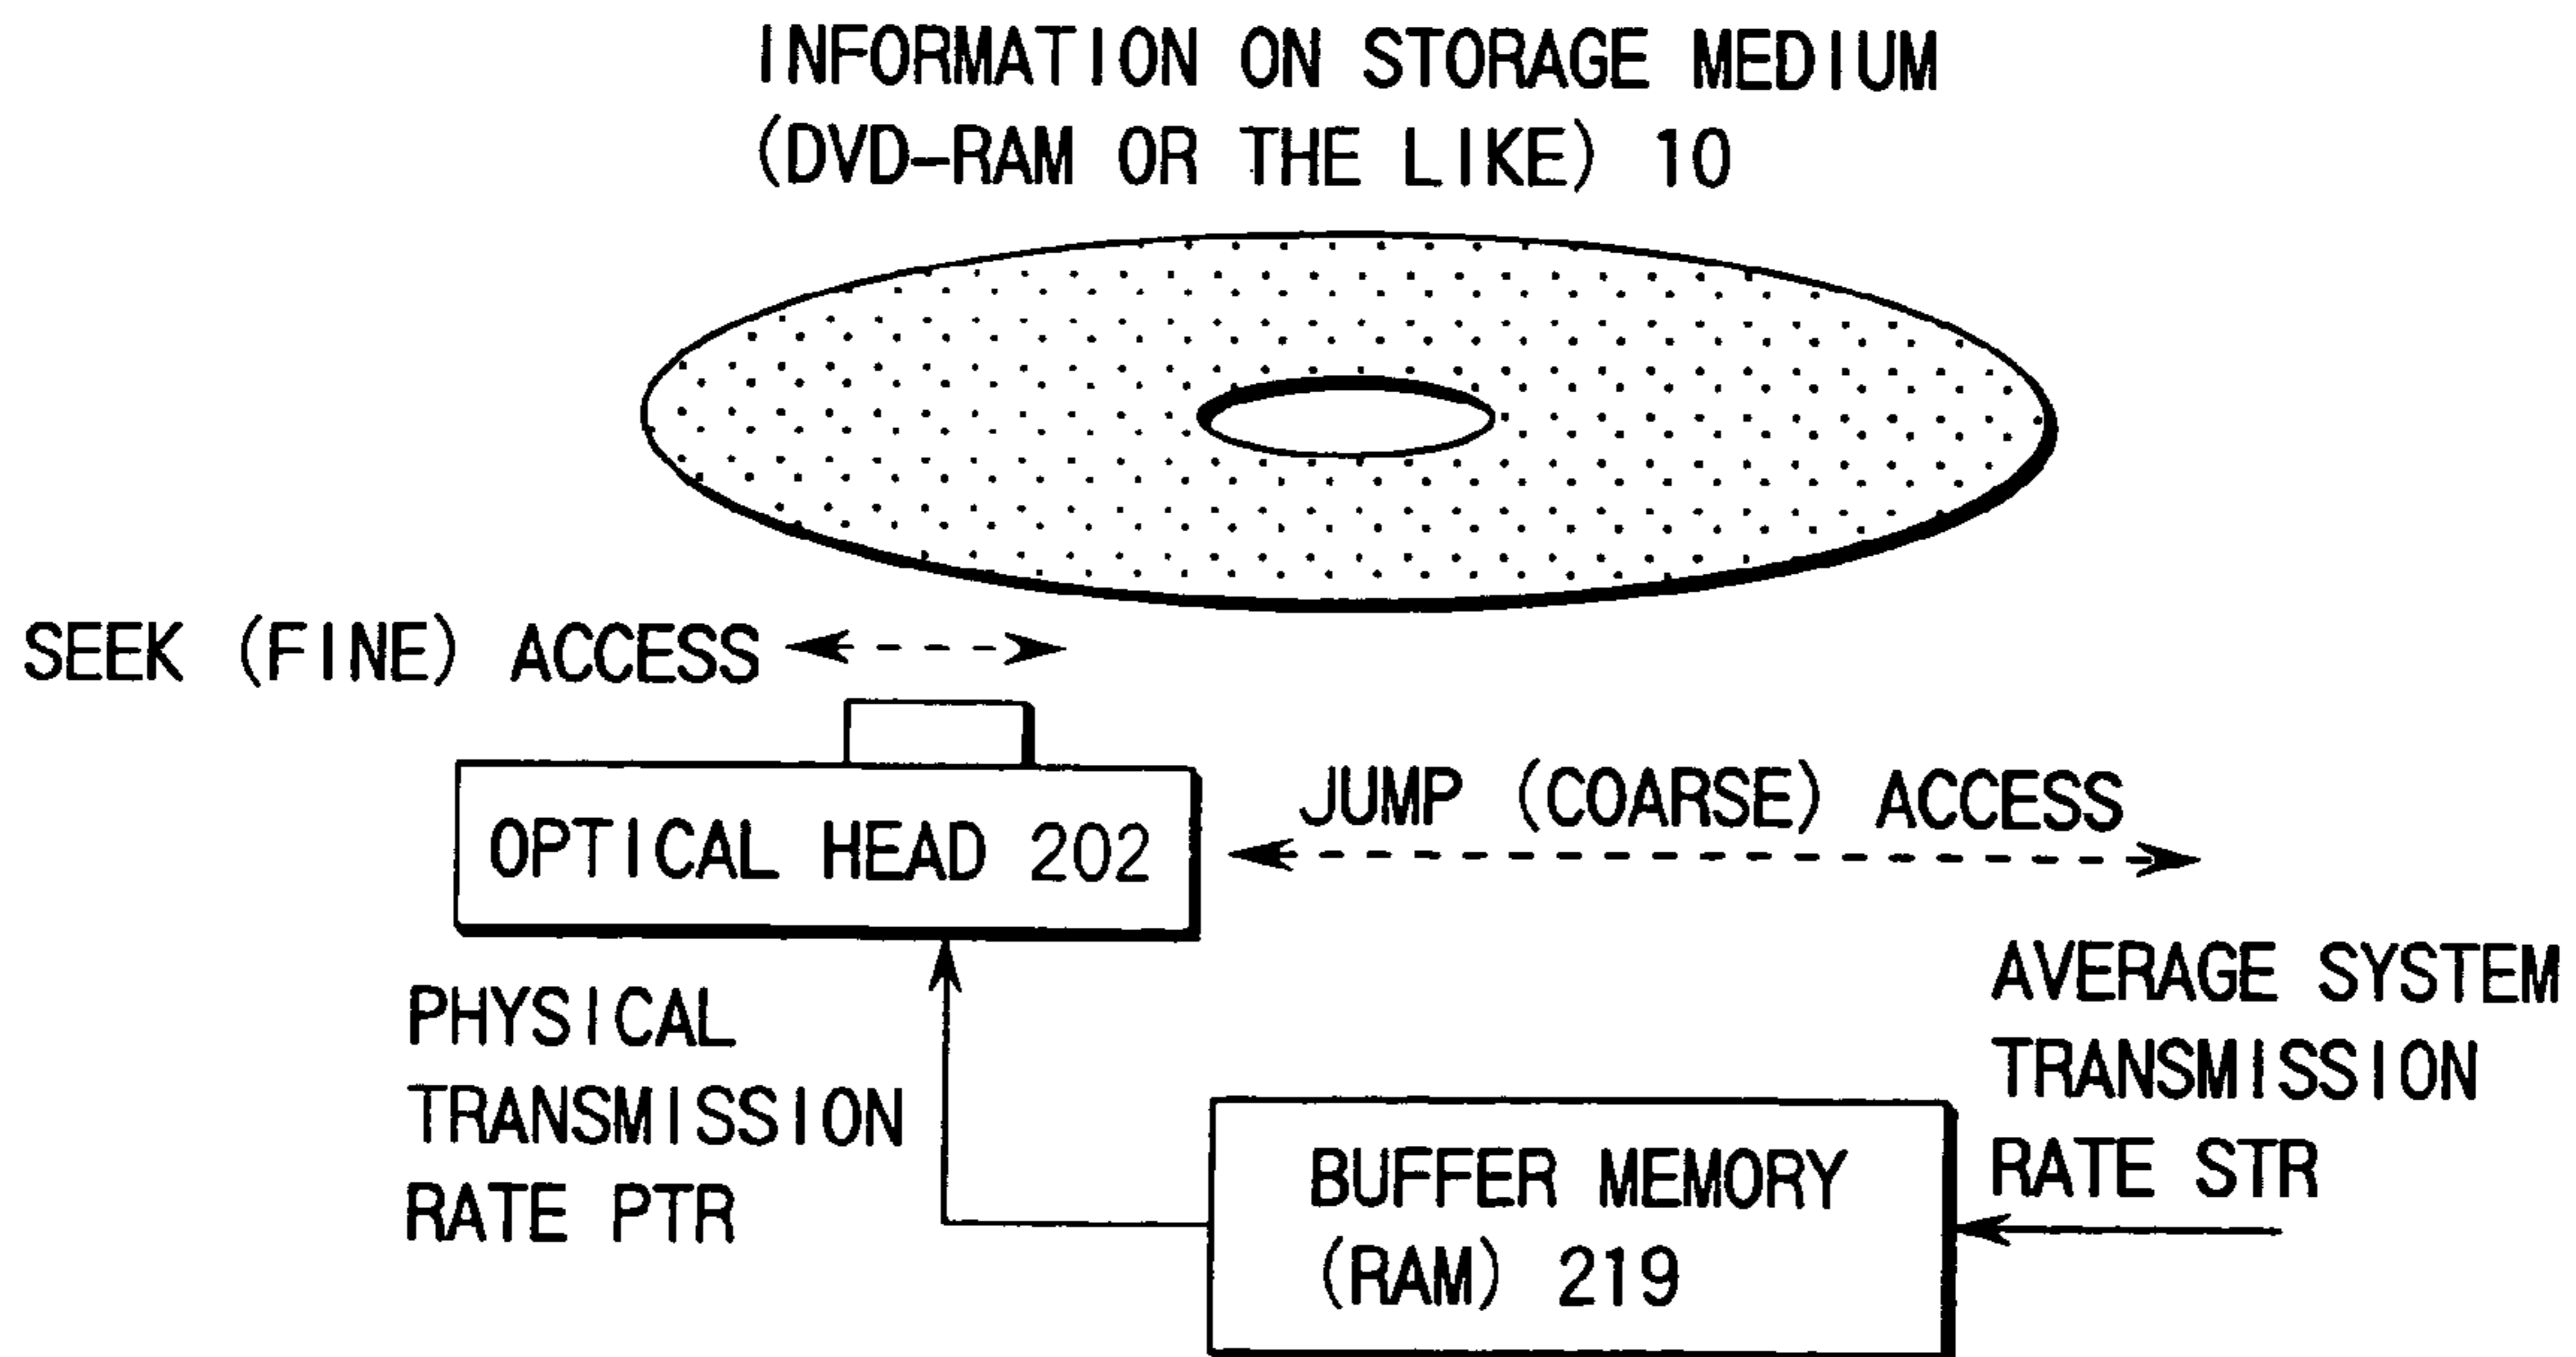 INFORMATION ON STORAGE MEDIUM
(DVD-RAM OR THE LIKE) 10
SEEK (FINE) ACCESS
OPTICAL HEAD 202
JUMP (COARSE) ACCESS
PHYSICAL
TRANSMISSION
RATE PTR
AVERAGE SYSTEM
TRANSMISSION
RATE STR
BUFFER MEMORY
(RAM) 219